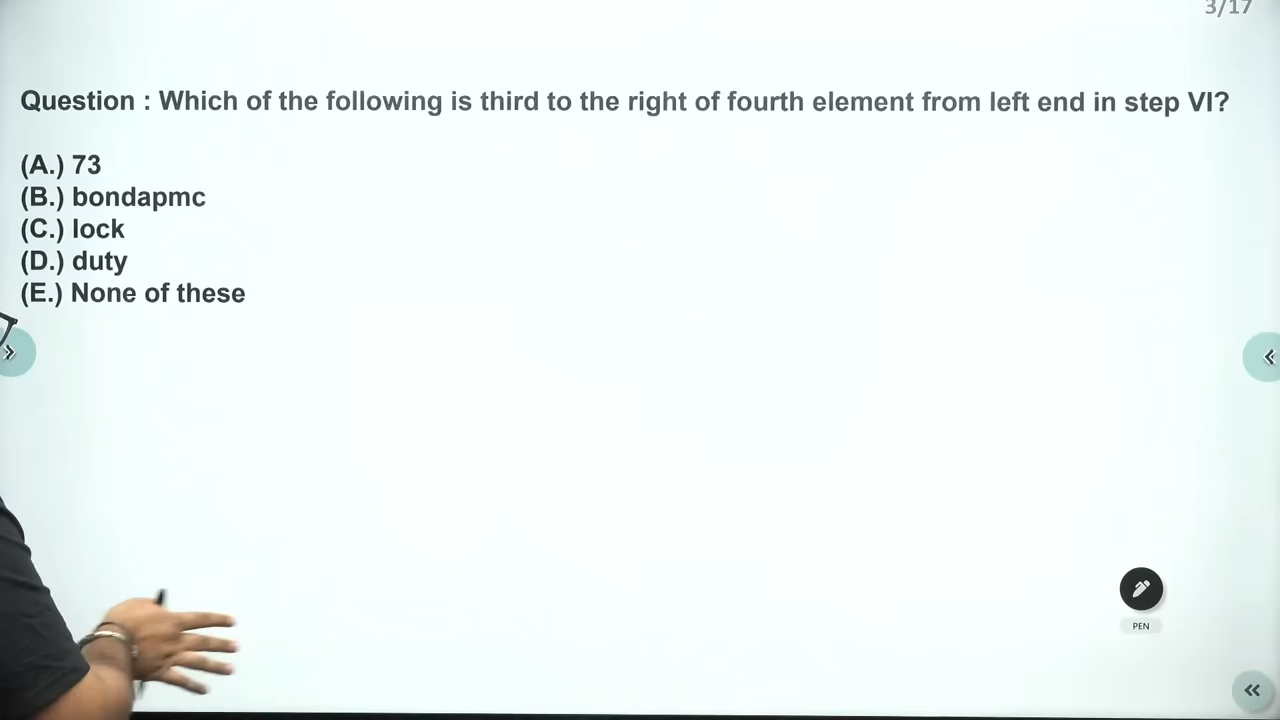 3/17
Question : Which of the following is third to the right of fourth element from left end in step VI?
(A.) 73
(B.) bondapmc
(C.) lock
(D.) duty
(E.) None of these
PEN